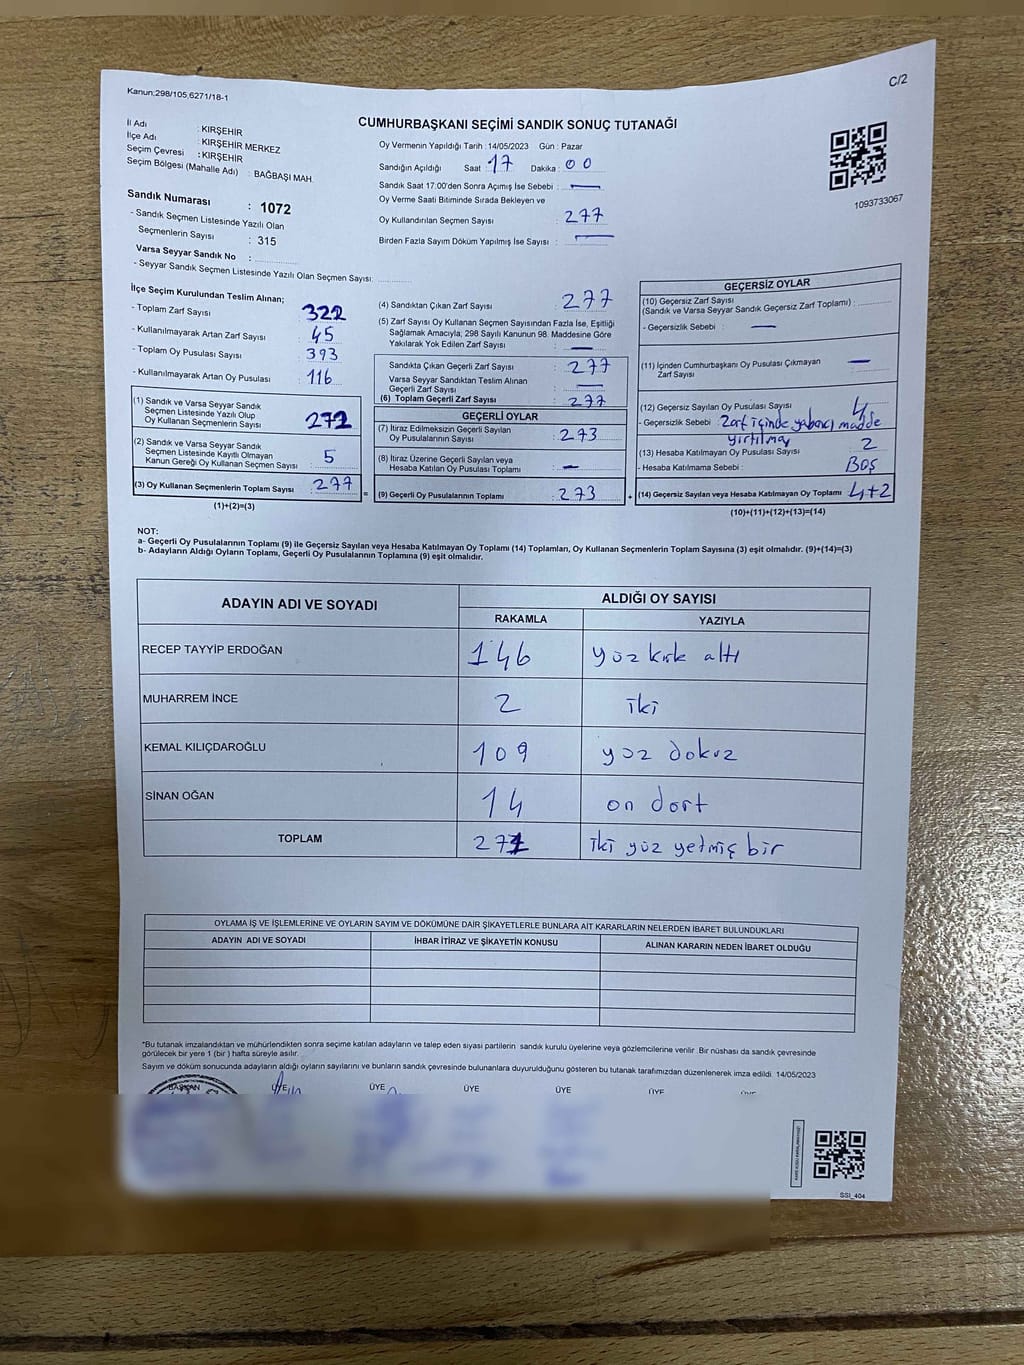 C/2
Kanun;298/105,6271/18-1
CUMHURBAŞKANI SEÇİMİ SANDIK SONUÇ TUTANAĞI
İl Adı : KIRŞEHİR
İlçe Adı : KIRŞEHİR MERKEZ
Seçim Çevresi : KIRŞEHİR
Seçim Bölgesi (Mahalle Adı) : BAĞBAŞI MAH.
Sandık Numarası : 1072
- Sandık Seçmen Listesinde Yazılı Olan
Seçmenlerin Sayısı : 315
Varsa Seyyar Sandık No :
- Seyyar Sandık Seçmen Listesinde Yazılı Olan Seçmen Sayısı:
Oy Vermenin Yapıldığı Tarih :14/05/2023 Gün : Pazar
Sandığın Açıldığı Saat 17 Dakika : 00
Sandık Saat 17:00'den Sonra Açımış İse Sebebi : —
Oy Verme Saati Bitiminde Sırada Bekleyen ve
Oy Kullandırılan Seçmen Sayısı : 277
Birden Fazla Sayım Döküm Yapılmış İse Sayısı : —
1093733067
İlçe Seçim Kurulundan Teslim Alınan;
- Toplam Zarf Sayısı 322
- Kullanılmayarak Artan Zarf Sayısı 45
- Toplam Oy Pusulası Sayısı 393
- Kullanılmayarak Artan Oy Pusulası 116
(1) Sandık ve Varsa Seyyar Sandık
Seçmen Listesinde Yazılı Olup
Oy Kullanan Seçmenlerin Sayısı 272
(2) Sandık ve Varsa Seyyar Sandık
Seçmen Listesinde Kayıtlı Olmayan
Kanun Gereği Oy Kullanan Seçmen Sayısı 5
(3) Oy Kullanan Seçmenlerin Toplam Sayısı 277
(1)+(2)=(3)
(4) Sandıktan Çıkan Zarf Sayısı : 277
(5) Zarf Sayısı Oy Kullanan Seçmen Sayısından Fazla İse, Eşitliği
Sağlamak Amacıyla; 298 Sayılı Kanunun 98. Maddesine Göre
Yakılarak Yok Edilen Zarf Sayısı : —
Sandıkta Çıkan Geçerli Zarf Sayısı : 277
Varsa Seyyar Sandıktan Teslim Alınan
Geçerli Zarf Sayısı : —
(6) Toplam Geçerli Zarf Sayısı : 277
GEÇERLİ OYLAR
(7) İtiraz Edilmeksizin Geçerli Sayılan
Oy Pusulalarının Sayısı : 273
(8) İtiraz Üzerine Geçerli Sayılan veya
Hesaba Katılan Oy Pusulası Toplamı : —
= (9) Geçerli Oy Pusulalarının Toplamı : 273 +
GEÇERSİZ OYLAR
(10) Geçersiz Zarf Sayısı
(Sandık ve Varsa Seyyar Sandık Geçersiz Zarf Toplamı) :
- Geçersizlik Sebebi : —
(11) İçinden Cumhurbaşkanı Oy Pusulası Çıkmayan
Zarf Sayısı —
(12) Geçersiz Sayılan Oy Pusulası Sayısı 4
- Geçersizlik Sebebi : Zarf içinde yabancı madde
yırtılmay
(13) Hesaba Katılmayan Oy Pusulası Sayısı 2
- Hesaba Katılmama Sebebi : Boş
(14) Geçersiz Sayılan veya Hesaba Katılmayan Oy Toplamı 4+2
(10)+(11)+(12)+(13)=(14)
NOT:
a- Geçerli Oy Pusulalarının Toplamı (9) ile Geçersiz Sayılan veya Hesaba Katılmayan Oy Toplamı (14) Toplamları, Oy Kullanan Seçmenlerin Toplam Sayısına (3) eşit olmalıdır. (9)+(14)=(3)
b- Adayların Aldığı Oyların Toplamı, Geçerli Oy Pusulalarının Toplamına (9) eşit olmalıdır.
ADAYIN ADI VE SOYADI ALDIĞI OY SAYISI
RAKAMLA YAZIYLA
RECEP TAYYİP ERDOĞAN 146 yüz kırk altı
MUHARREM İNCE 2 iki
KEMAL KILIÇDAROĞLU 109 yüz dokuz
SİNAN OĞAN 14 on dort
TOPLAM 271 iki yüz yetmiş bir
OYLAMA İŞ VE İŞLEMLERİNE VE OYLARIN SAYIM VE DÖKÜMÜNE DAİR ŞİKAYETLERLE BUNLARA AİT KARARLARIN NELERDEN İBARET BULUNDUKLARI
ADAYIN ADI VE SOYADI İHBAR İTİRAZ VE ŞİKAYETİN KONUSU ALINAN KARARIN NEDEN İBARET OLDUĞU
*Bu tutanak imzalandıktan ve mühürlendikten sonra seçime katılan adayların ve talep eden siyasi partilerin sandık kurulu üyelerine veya gözlemcilerine verilir. Bir nüshası da sandık çevresinde
görülecek bir yere 1 (bir) hafta süreyle asılır.
Sayım ve döküm sonucunda adayların aldığı oyların sayılarını ve bunların sandık çevresinde bulunanlara duyurulduğunu gösteren bu tutanak tarafımızdan düzenlenerek imza edildi. 14/05/2023
BAŞKAN ÜYE ÜYE ÜYE ÜYE ÜYE ÜYE
SSI_404